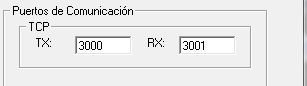 Puertos de Comunicación
TCP
TX: 3000 RX: 3001